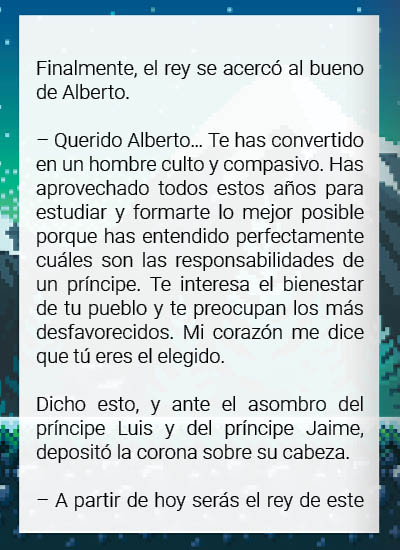 Finalmente, el rey se acercó al bueno
de Alberto.
– Querido Alberto... Te has convertido
en un hombre culto y compasivo. Has
aprovechado todos estos años para
estudiar y formarte lo mejor posible
porque has entendido perfectamente
cuáles son las responsabilidades de
un príncipe. Te interesa el bienestar
de tu pueblo y te preocupan los más
desfavorecidos. Mi corazón me dice
que tú eres el elegido.
Dicho esto, y ante el asombro del
príncipe Luis y del príncipe Jaime,
depositó la corona sobre su cabeza.
– A partir de hoy serás el rey de este